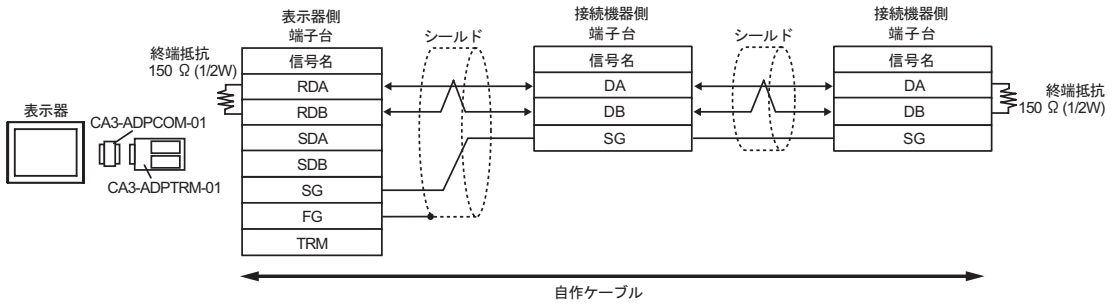 表示器
CA3-ADPCOM-01
CA3-ADPTRM-01
終端抵抗
150 Ω (1/2W)
表示器側
端子台
信号名
RDA
RDB
SDA
SDB
SG
FG
TRM
シールド
接続機器側
端子台
信号名
DA
DB
SG
シールド
接続機器側
端子台
信号名
DA
DB
SG
終端抵抗
150 Ω (1/2W)
自作ケーブル